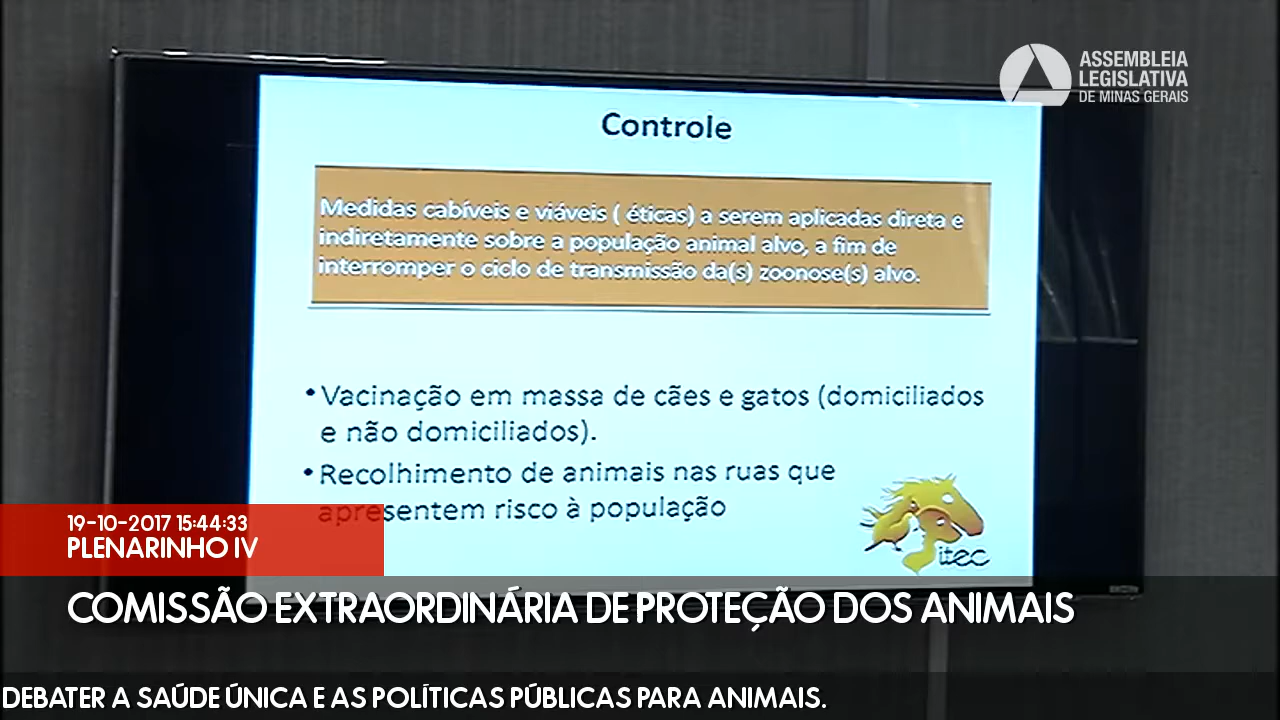 ASSEMBLEIA
LEGISLATIVA
DE MINAS GERAIS
Controle
Medidas cabíveis e viáveis ( éticas) a serem aplicadas direta e
indiretamente sobre a população animal alvo, a fim de
interromper o ciclo de transmissão da(s) zoonose(s) alvo.
•Vacinação em massa de cães e gatos (domiciliados
e não domiciliados).
•Recolhimento de animais nas ruas que
apresentem risco à população
itec
19-10-2017 15:44:33
PLENARINHO IV
COMISSÃO EXTRAORDINÁRIA DE PROTEÇÃO DOS ANIMAIS
DEBATER A SAÚDE ÚNICA E AS POLÍTICAS PÚBLICAS PARA ANIMAIS.